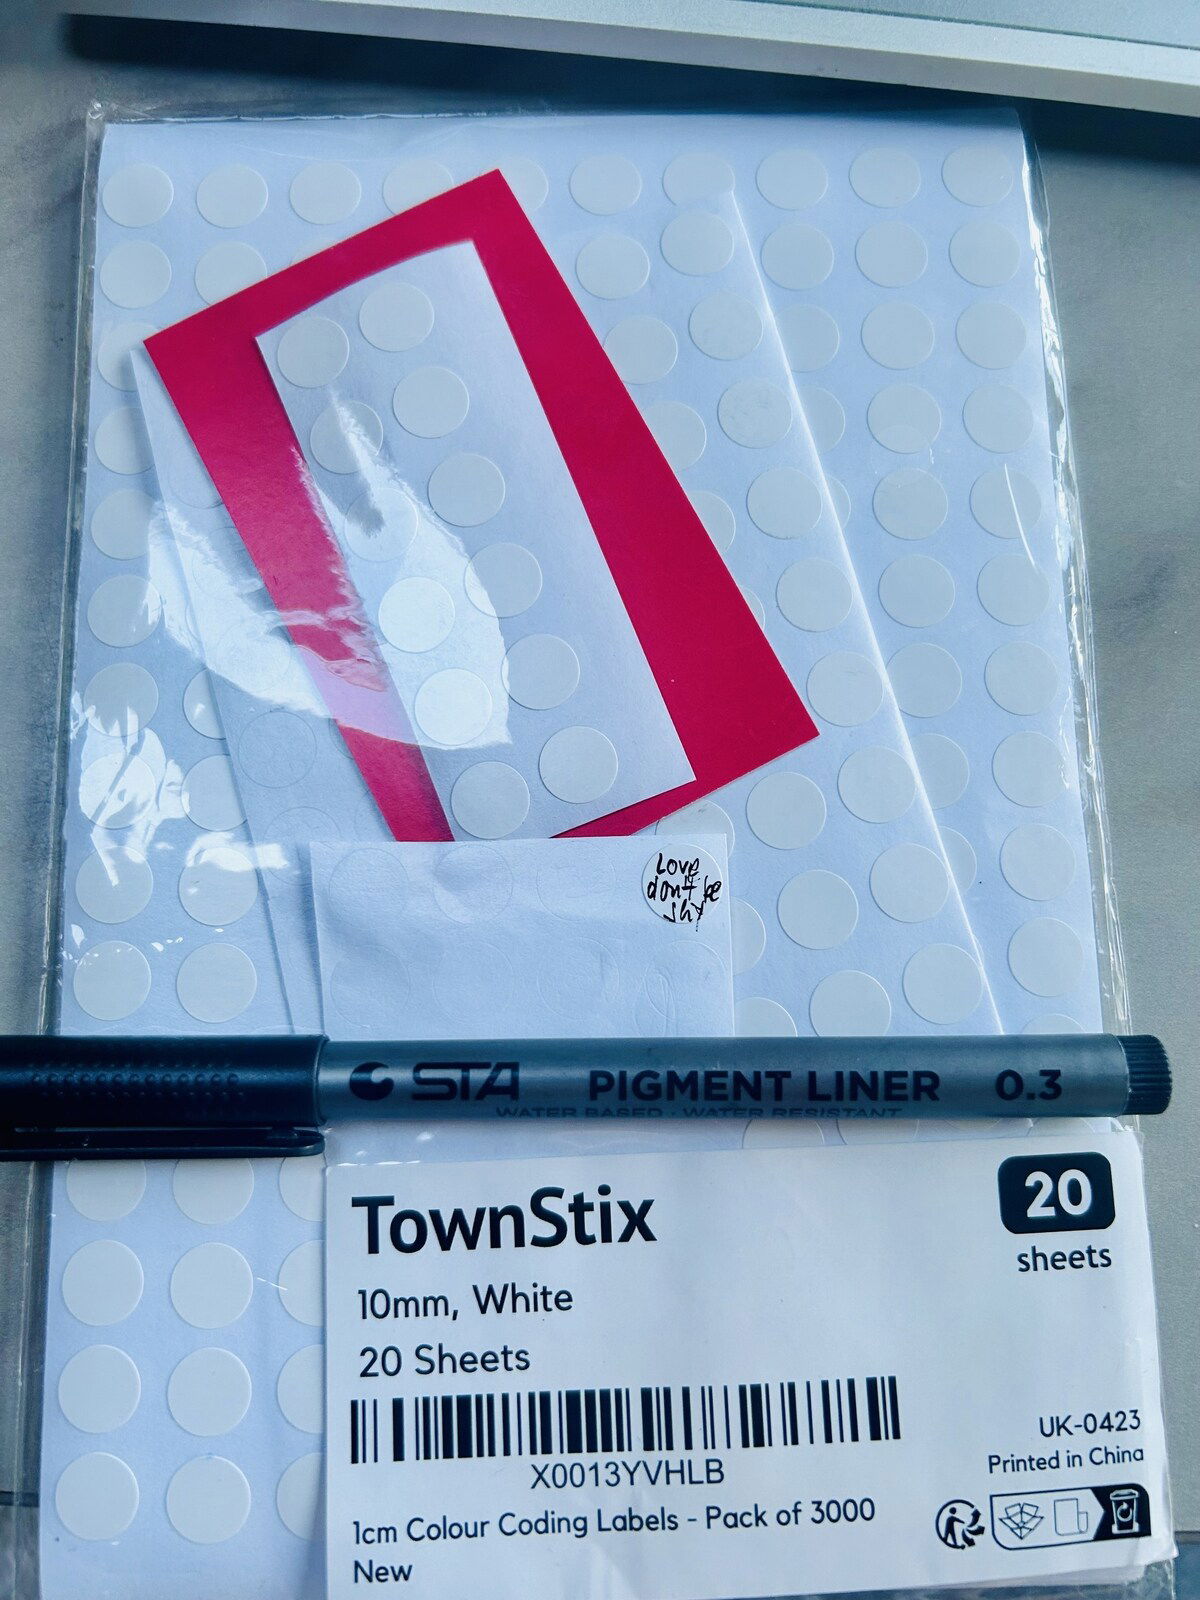 Love
don't be
shy
STA PIGMENT LINER 0.3
WATER BASED · WATER RESISTANT
TownStix
20
sheets
10mm, White
20 Sheets
X0013YVHLB
UK-0423
Printed in China
1cm Colour Coding Labels - Pack of 3000
New